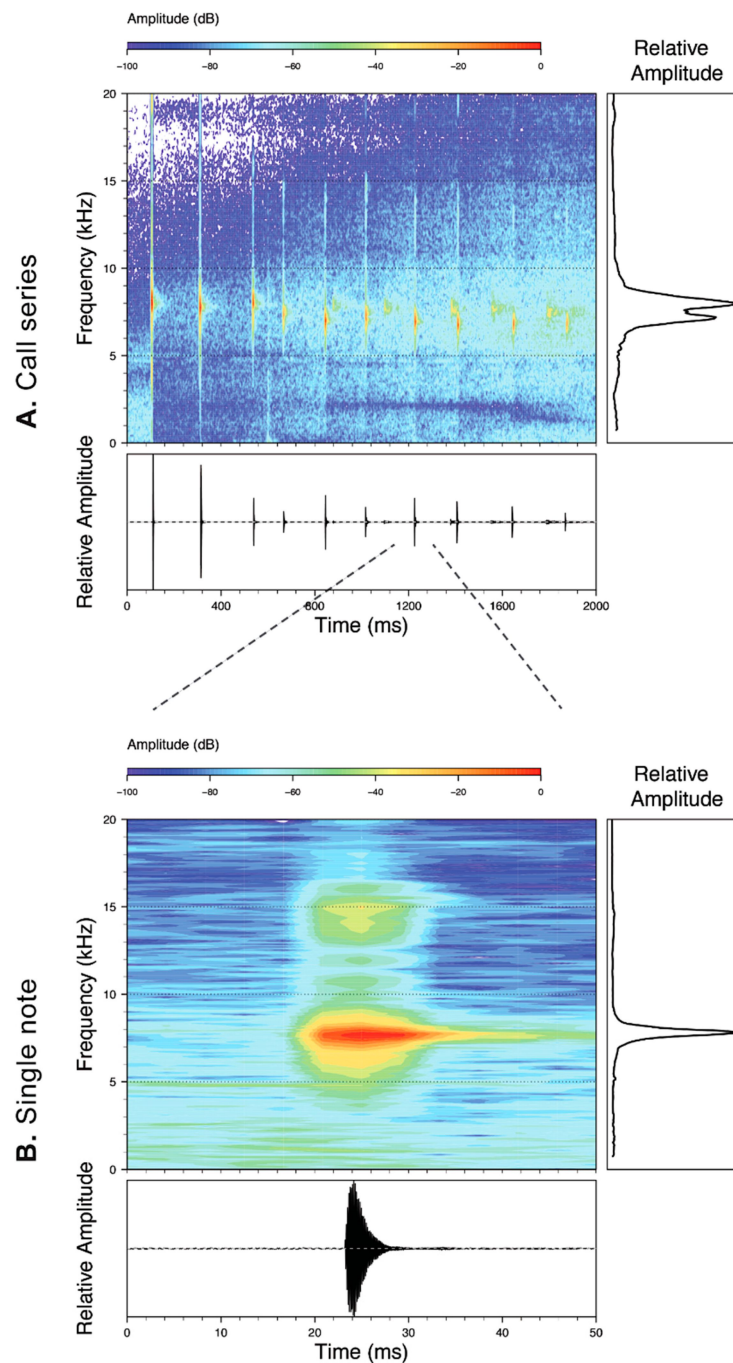 Amplitude (dB)
−100 −80 −60 −40 −20 0
Relative
Amplitude
A. Call series
Frequency (kHz)
20
15
10
5
0
Relative Amplitude
0 400 800 1200 1600 2000
Time (ms)
Amplitude (dB)
−100 −80 −60 −40 −20 0
Relative
Amplitude
B. Single note
Frequency (kHz)
20
15
10
5
0
Relative Amplitude
0 10 20 30 40 50
Time (ms)